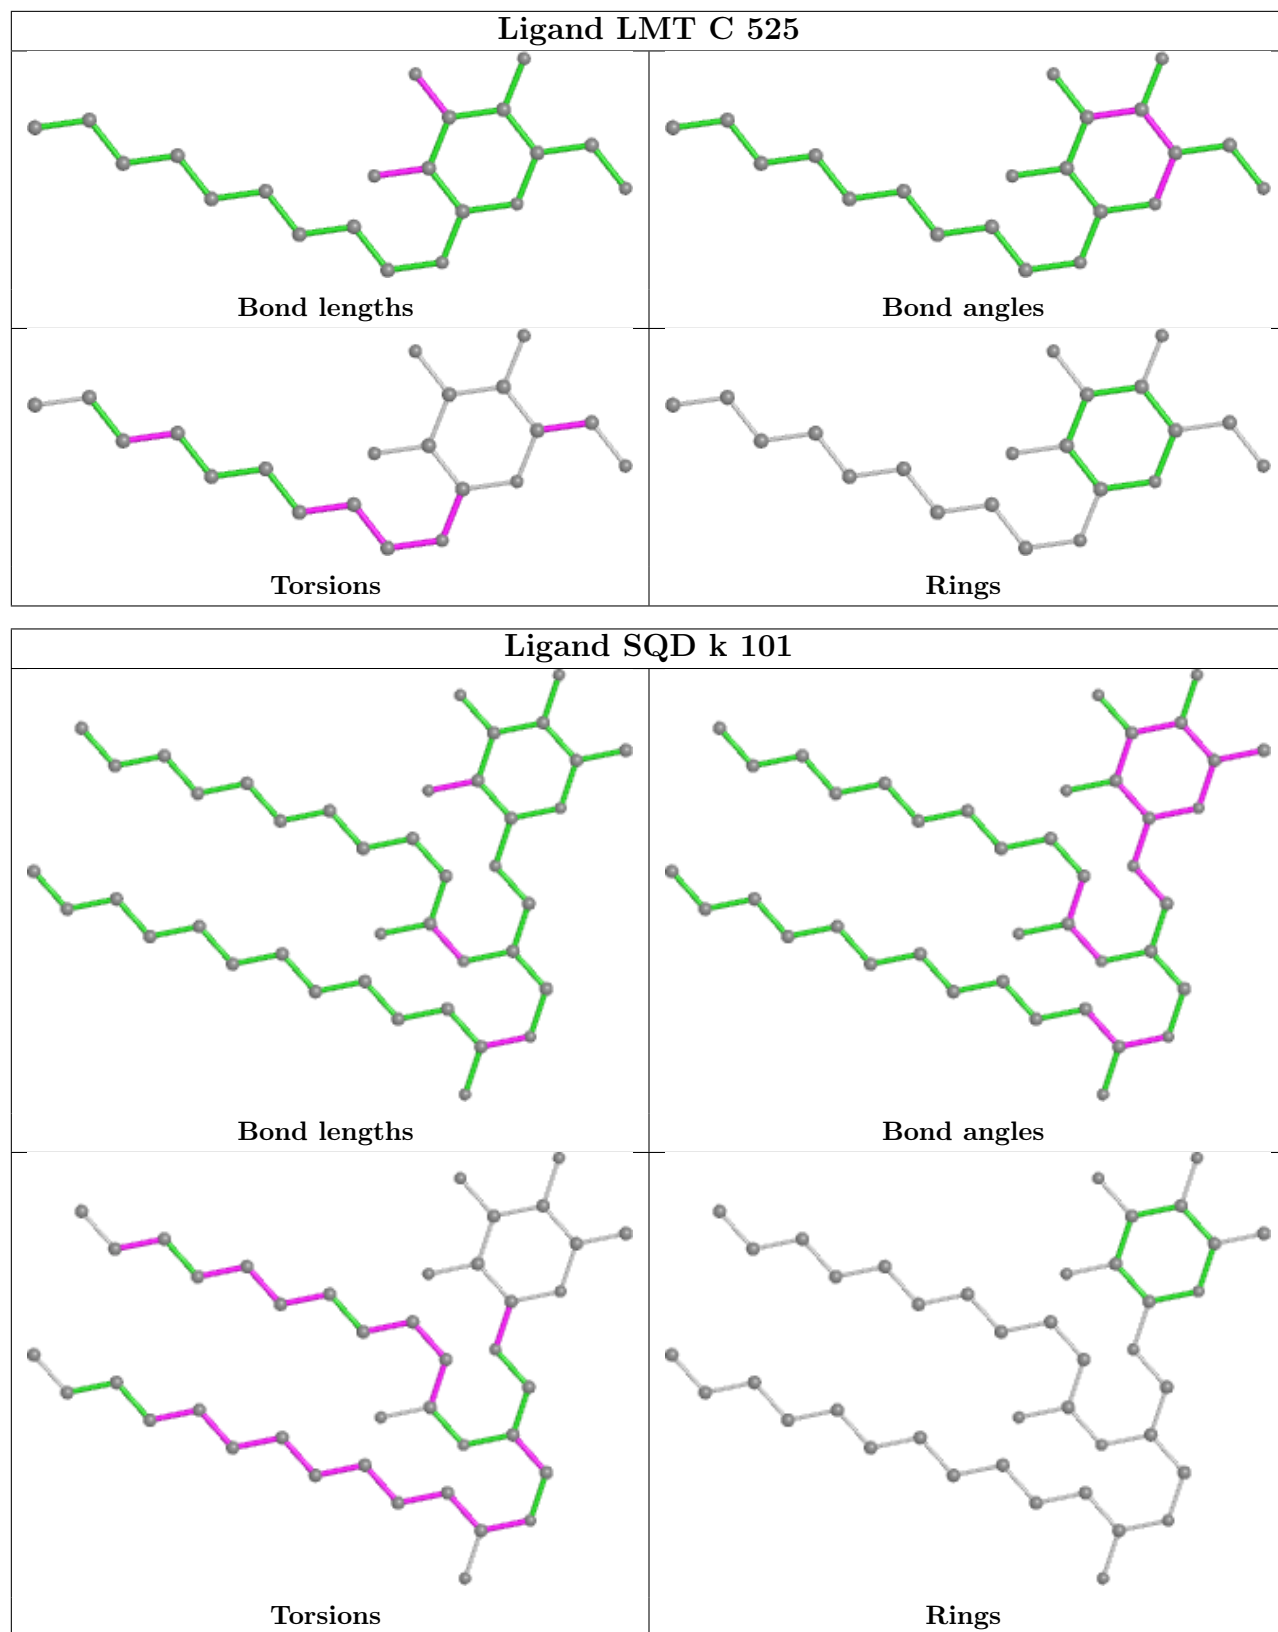 Ligand LMT C 525
Bond lengths
Bond angles
Torsions
Rings
Ligand SQD k 101
Bond lengths
Bond angles
Torsions
Rings